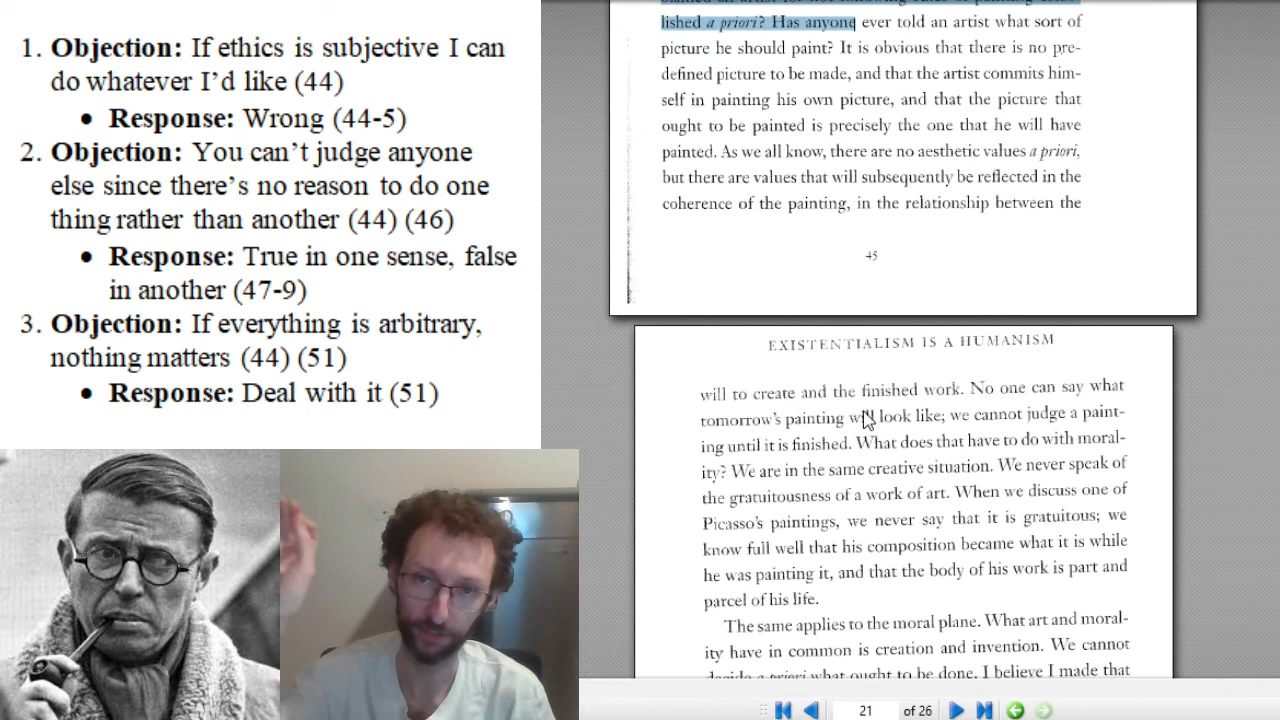 1. Objection: If ethics is subjective I can
do whatever I'd like (44)
• Response: Wrong (44-5)
2. Objection: You can't judge anyone
else since there's no reason to do one
thing rather than another (44) (46)
• Response: True in one sense, false
in another (47-9)
3. Objection: If everything is arbitrary,
nothing matters (44) (51)
• Response: Deal with it (51)
lished a priori? Has anyone ever told an artist what sort of
picture he should paint? It is obvious that there is no pre-
defined picture to be made, and that the artist commits him-
self in painting his own picture, and that the picture that
ought to be painted is precisely the one that he will have
painted. As we all know, there are no aesthetic values a priori,
but there are values that will subsequently be reflected in the
coherence of the painting, in the relationship between the
45
EXISTENTIALISM IS A HUMANISM
will to create and the finished work. No one can say what
tomorrow's painting will look like; we cannot judge a paint-
ing until it is finished. What does that have to do with moral-
ity? We are in the same creative situation. We never speak of
the gratuitousness of a work of art. When we discuss one of
Picasso's paintings, we never say that it is gratuitous; we
know full well that his composition became what it is while
he was painting it, and that the body of his work is part and
parcel of his life.
The same applies to the moral plane. What art and moral-
ity have in common is creation and invention. We cannot
decide a priori what ought to be done. I believe I made that
21 of 26